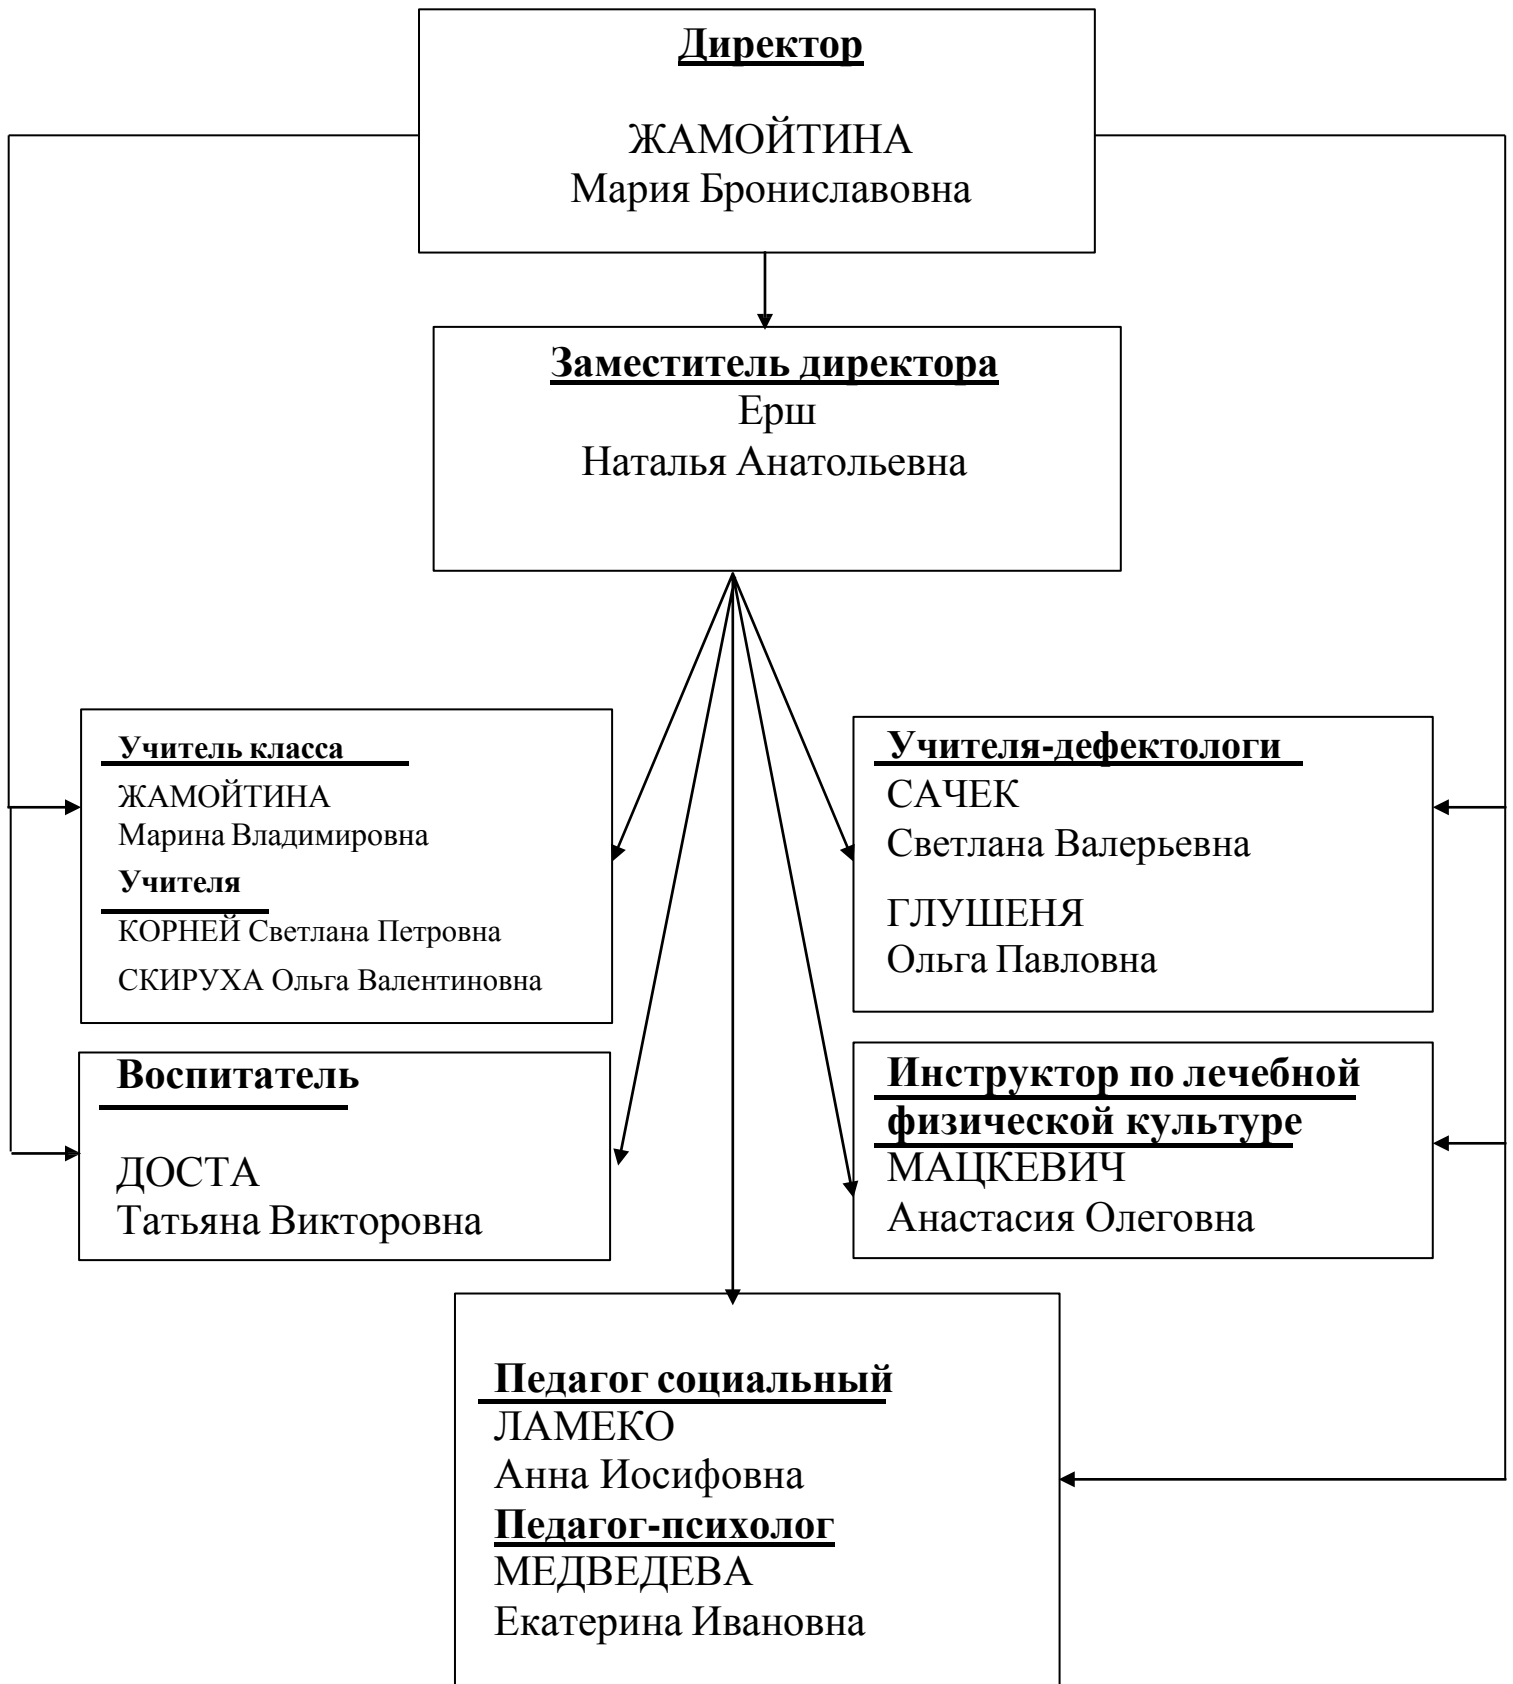 Директор
ЖАМОЙТИНА
Мария Брониславовна
Заместитель директора
Ерш
Наталья Анатольевна
Учитель класса
ЖАМОЙТИНА
Марина Владимировна
Учителя
КОРНЕЙ Светлана Петровна
СКИРУХА Ольга Валентиновна
Учителя-дефектологи
САЧЕК
Светлана Валерьевна
ГЛУШЕНЯ
Ольга Павловна
Воспитатель
ДОСТА
Татьяна Викторовна
Инструктор по лечебной
физической культуре
МАЦКЕВИЧ
Анастасия Олеговна
Педагог социальный
ЛАМЕКО
Анна Иосифовна
Педагог-психолог
МЕДВЕДЕВА
Екатерина Ивановна